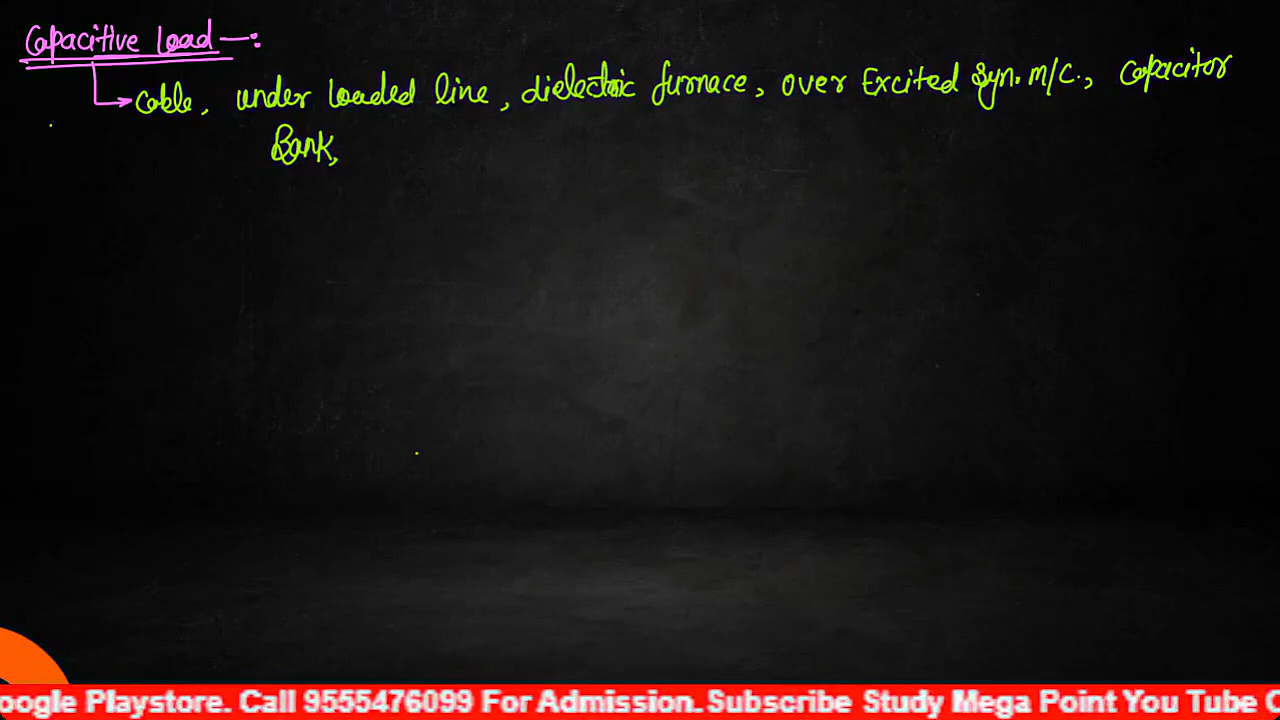 Capacitive Load —:
Cable, under loaded line, dielectric furnace, over Excited Syn. M/C., Capacitor
Bank,
oogle Playstore. Call 9555476099 For Admission. Subscribe Study Mega Point You Tube C